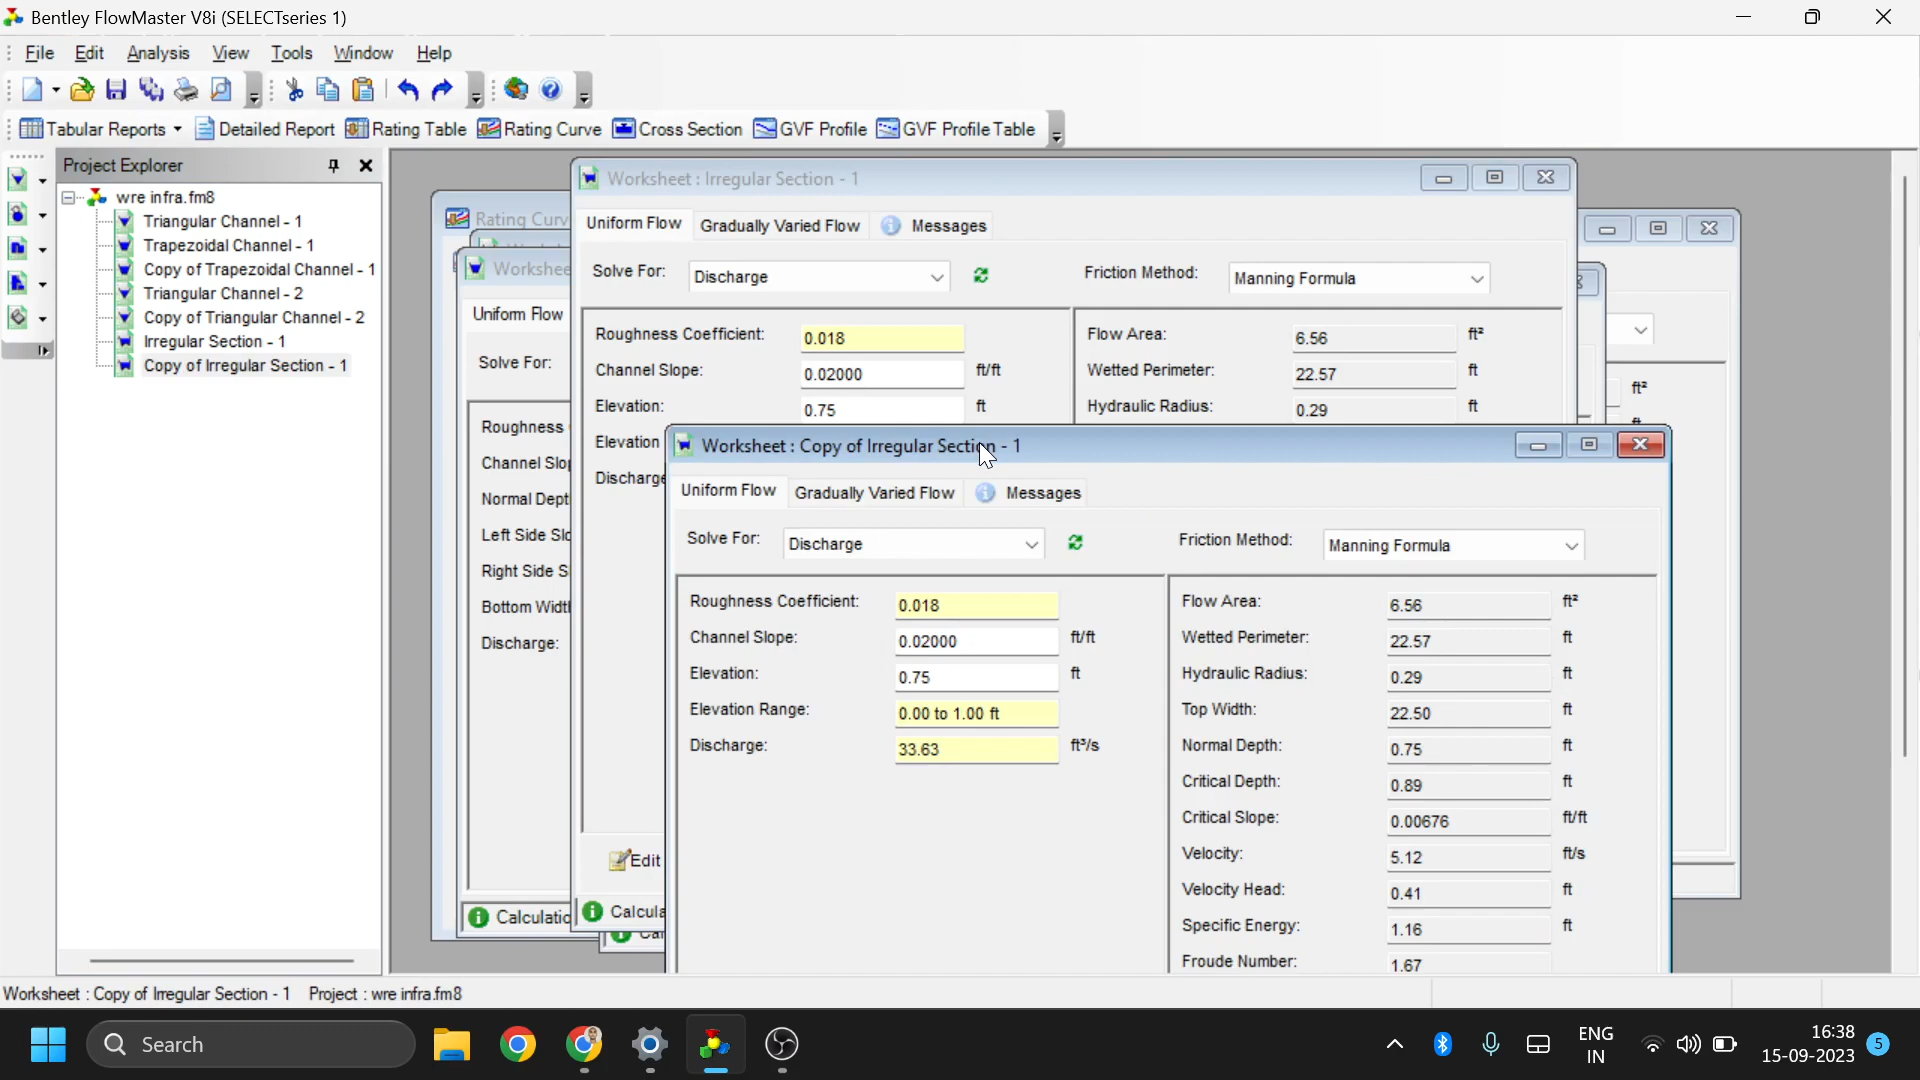 Bentley FlowMaster V8i (SELECTseries 1)
File Edit Analysis View Tools Window Help
Tabular Reports Detailed Report Rating Table Rating Curve Cross Section GVF Profile GVF Profile Table
Project Explorer
wre infra.fm8
Triangular Channel - 1
Trapezoidal Channel - 1
Copy of Trapezoidal Channel - 1
Triangular Channel - 2
Copy of Triangular Channel - 2
Irregular Section - 1
Copy of Irregular Section - 1
Rating Curv
Workshee
Uniform Flow
Solve For:
Roughness
Channel Slo
Normal Dept
Left Side Slo
Right Side S
Bottom Widt
Discharge:
Calculatio
Worksheet : Irregular Section - 1
Uniform Flow Gradually Varied Flow Messages
Solve For: Discharge Friction Method: Manning Formula
Roughness Coefficient: 0.018 Flow Area: 6.56 ft²
Channel Slope: 0.02000 ft/ft Wetted Perimeter: 22.57 ft
Elevation: 0.75 ft Hydraulic Radius: 0.29 ft
Elevation
Discharge
Edit
Calcula
ft²
Worksheet : Copy of Irregular Section - 1
Uniform Flow Gradually Varied Flow Messages
Solve For: Discharge Friction Method: Manning Formula
Roughness Coefficient: 0.018 Flow Area: 6.56 ft²
Channel Slope: 0.02000 ft/ft Wetted Perimeter: 22.57 ft
Elevation: 0.75 ft Hydraulic Radius: 0.29 ft
Elevation Range: 0.00 to 1.00 ft Top Width: 22.50 ft
Discharge: 33.63 ft³/s Normal Depth: 0.75 ft
Critical Depth: 0.89 ft
Critical Slope: 0.00676 ft/ft
Velocity: 5.12 ft/s
Velocity Head: 0.41 ft
Specific Energy: 1.16 ft
Froude Number: 1.67
Worksheet : Copy of Irregular Section - 1 Project : wre infra.fm8
Search
ENG
IN
16:38
15-09-2023
5